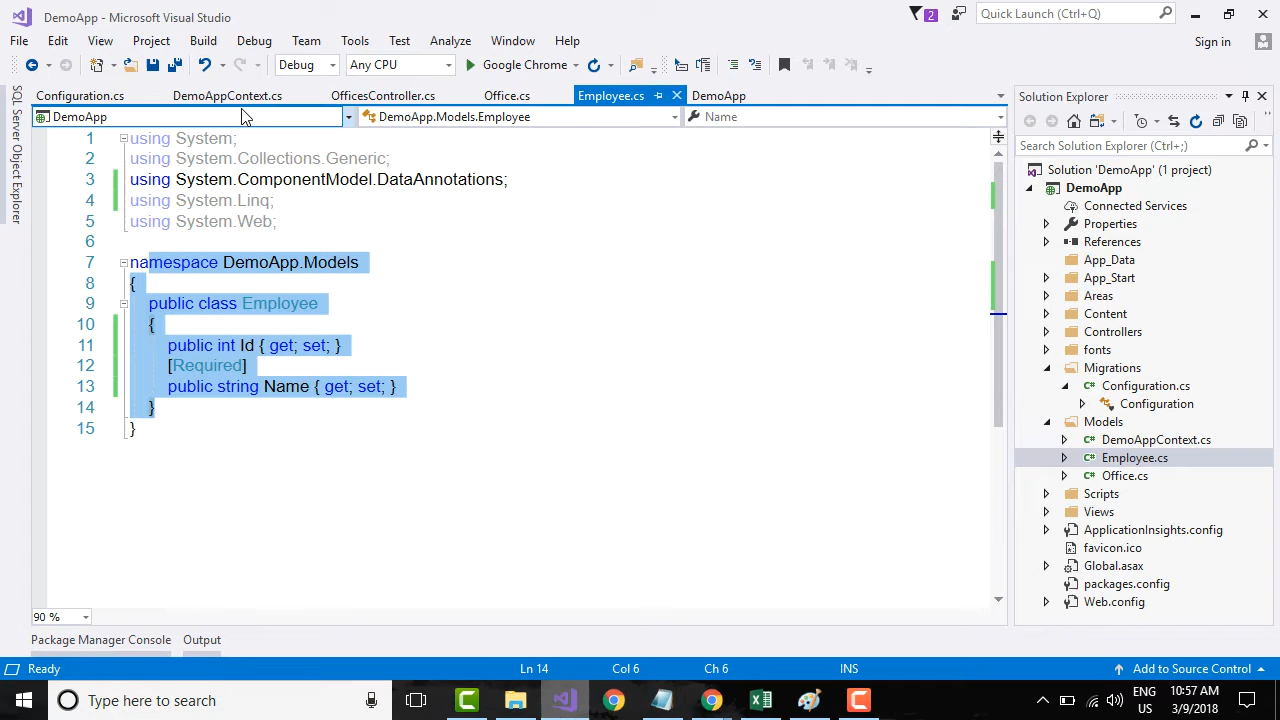 DemoApp - Microsoft Visual Studio
2
Quick Launch (Ctrl+Q)
File Edit View Project Build Debug Team Tools Test Analyze Window Help
Sign in
Debug Any CPU Google Chrome
SQL Server Object Explorer
Configuration.cs DemoAppContext.cs OfficesController.cs Office.cs Employee.cs DemoApp
DemoApp DemoApp.Models.Employee Name
1 using System;
2 using System.Collections.Generic;
3 using System.ComponentModel.DataAnnotations;
4 using System.Linq;
5 using System.Web;
6
7 namespace DemoApp.Models
8 {
9 public class Employee
10 {
11 public int Id { get; set; }
12 [Required]
13 public string Name { get; set; }
14 }
15 }
90 %
Solution Explorer
Search Solution Explorer (Ctrl+;)
Solution 'DemoApp' (1 project)
DemoApp
Connected Services
Properties
References
App_Data
App_Start
Areas
Content
Controllers
fonts
Migrations
Configuration.cs
Configuration
Models
DemoAppContext.cs
Employee.cs
Office.cs
Scripts
Views
ApplicationInsights.config
favicon.ico
Global.asax
packages.config
Web.config
Package Manager Console Output
Ready Ln 14 Col 6 Ch 6 INS Add to Source Control
Type here to search
ENG
US
10:57 AM
3/9/2018